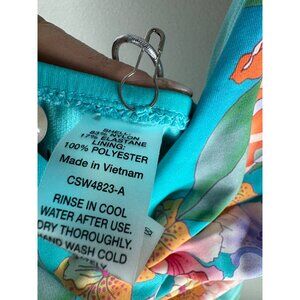 SHELL:
83% NYLON
17% ELASTANE
LINING:
100% POLYESTER
Made in Vietnam
CSW4823-A
RINSE IN COOL
WATER AFTER USE.
DRY THOROUGHLY.
HAND WASH COLD